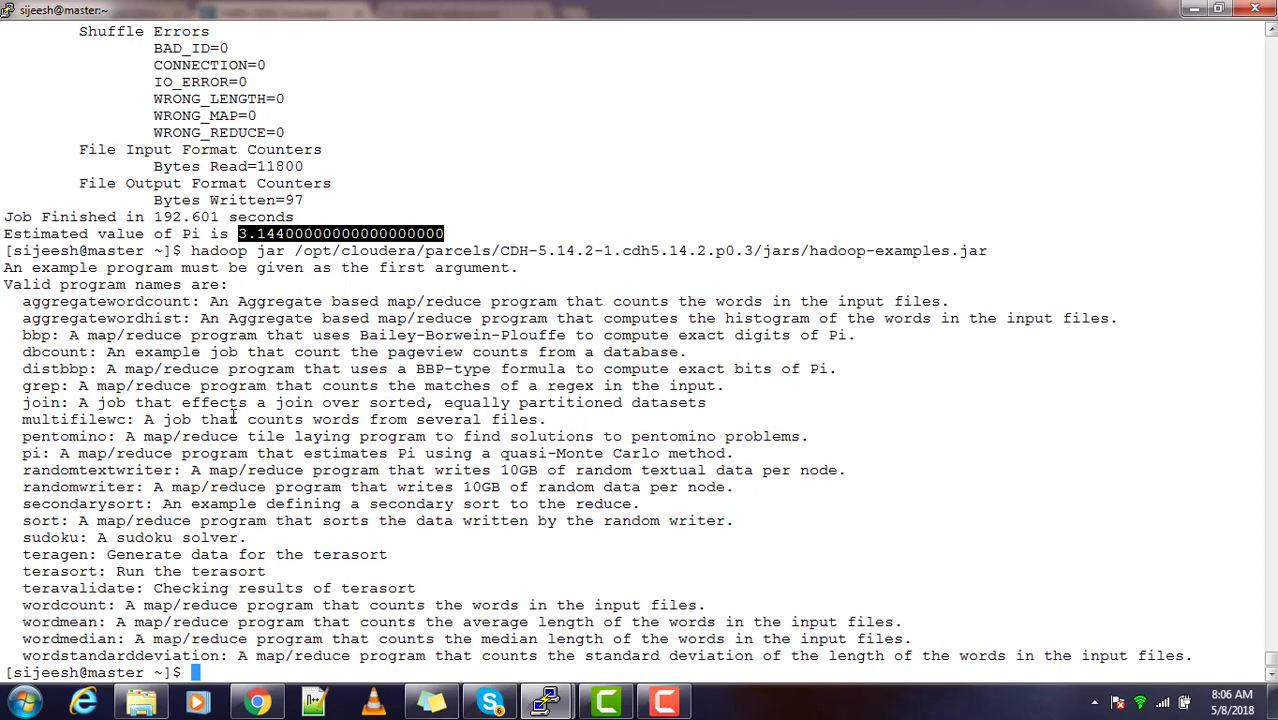 sijeesh@master:~
Shuffle Errors
BAD_ID=0
CONNECTION=0
IO_ERROR=0
WRONG_LENGTH=0
WRONG_MAP=0
WRONG_REDUCE=0
File Input Format Counters
Bytes Read=11800
File Output Format Counters
Bytes Written=97
Job Finished in 192.601 seconds
Estimated value of Pi is 3.14400000000000000000
[sijeesh@master ~]$ hadoop jar /opt/cloudera/parcels/CDH-5.14.2-1.cdh5.14.2.p0.3/jars/hadoop-examples.jar
An example program must be given as the first argument.
Valid program names are:
aggregatewordcount: An Aggregate based map/reduce program that counts the words in the input files.
aggregatewordhist: An Aggregate based map/reduce program that computes the histogram of the words in the input files.
bbp: A map/reduce program that uses Bailey-Borwein-Plouffe to compute exact digits of Pi.
dbcount: An example job that count the pageview counts from a database.
distbbp: A map/reduce program that uses a BBP-type formula to compute exact bits of Pi.
grep: A map/reduce program that counts the matches of a regex in the input.
join: A job that effects a join over sorted, equally partitioned datasets
multifilewc: A job that counts words from several files.
pentomino: A map/reduce tile laying program to find solutions to pentomino problems.
pi: A map/reduce program that estimates Pi using a quasi-Monte Carlo method.
randomtextwriter: A map/reduce program that writes 10GB of random textual data per node.
randomwriter: A map/reduce program that writes 10GB of random data per node.
secondarysort: An example defining a secondary sort to the reduce.
sort: A map/reduce program that sorts the data written by the random writer.
sudoku: A sudoku solver.
teragen: Generate data for the terasort
terasort: Run the terasort
teravalidate: Checking results of terasort
wordcount: A map/reduce program that counts the words in the input files.
wordmean: A map/reduce program that counts the average length of the words in the input files.
wordmedian: A map/reduce program that counts the median length of the words in the input files.
wordstandarddeviation: A map/reduce program that counts the standard deviation of the length of the words in the input files.
[sijeesh@master ~]$
8:06 AM
5/8/2018